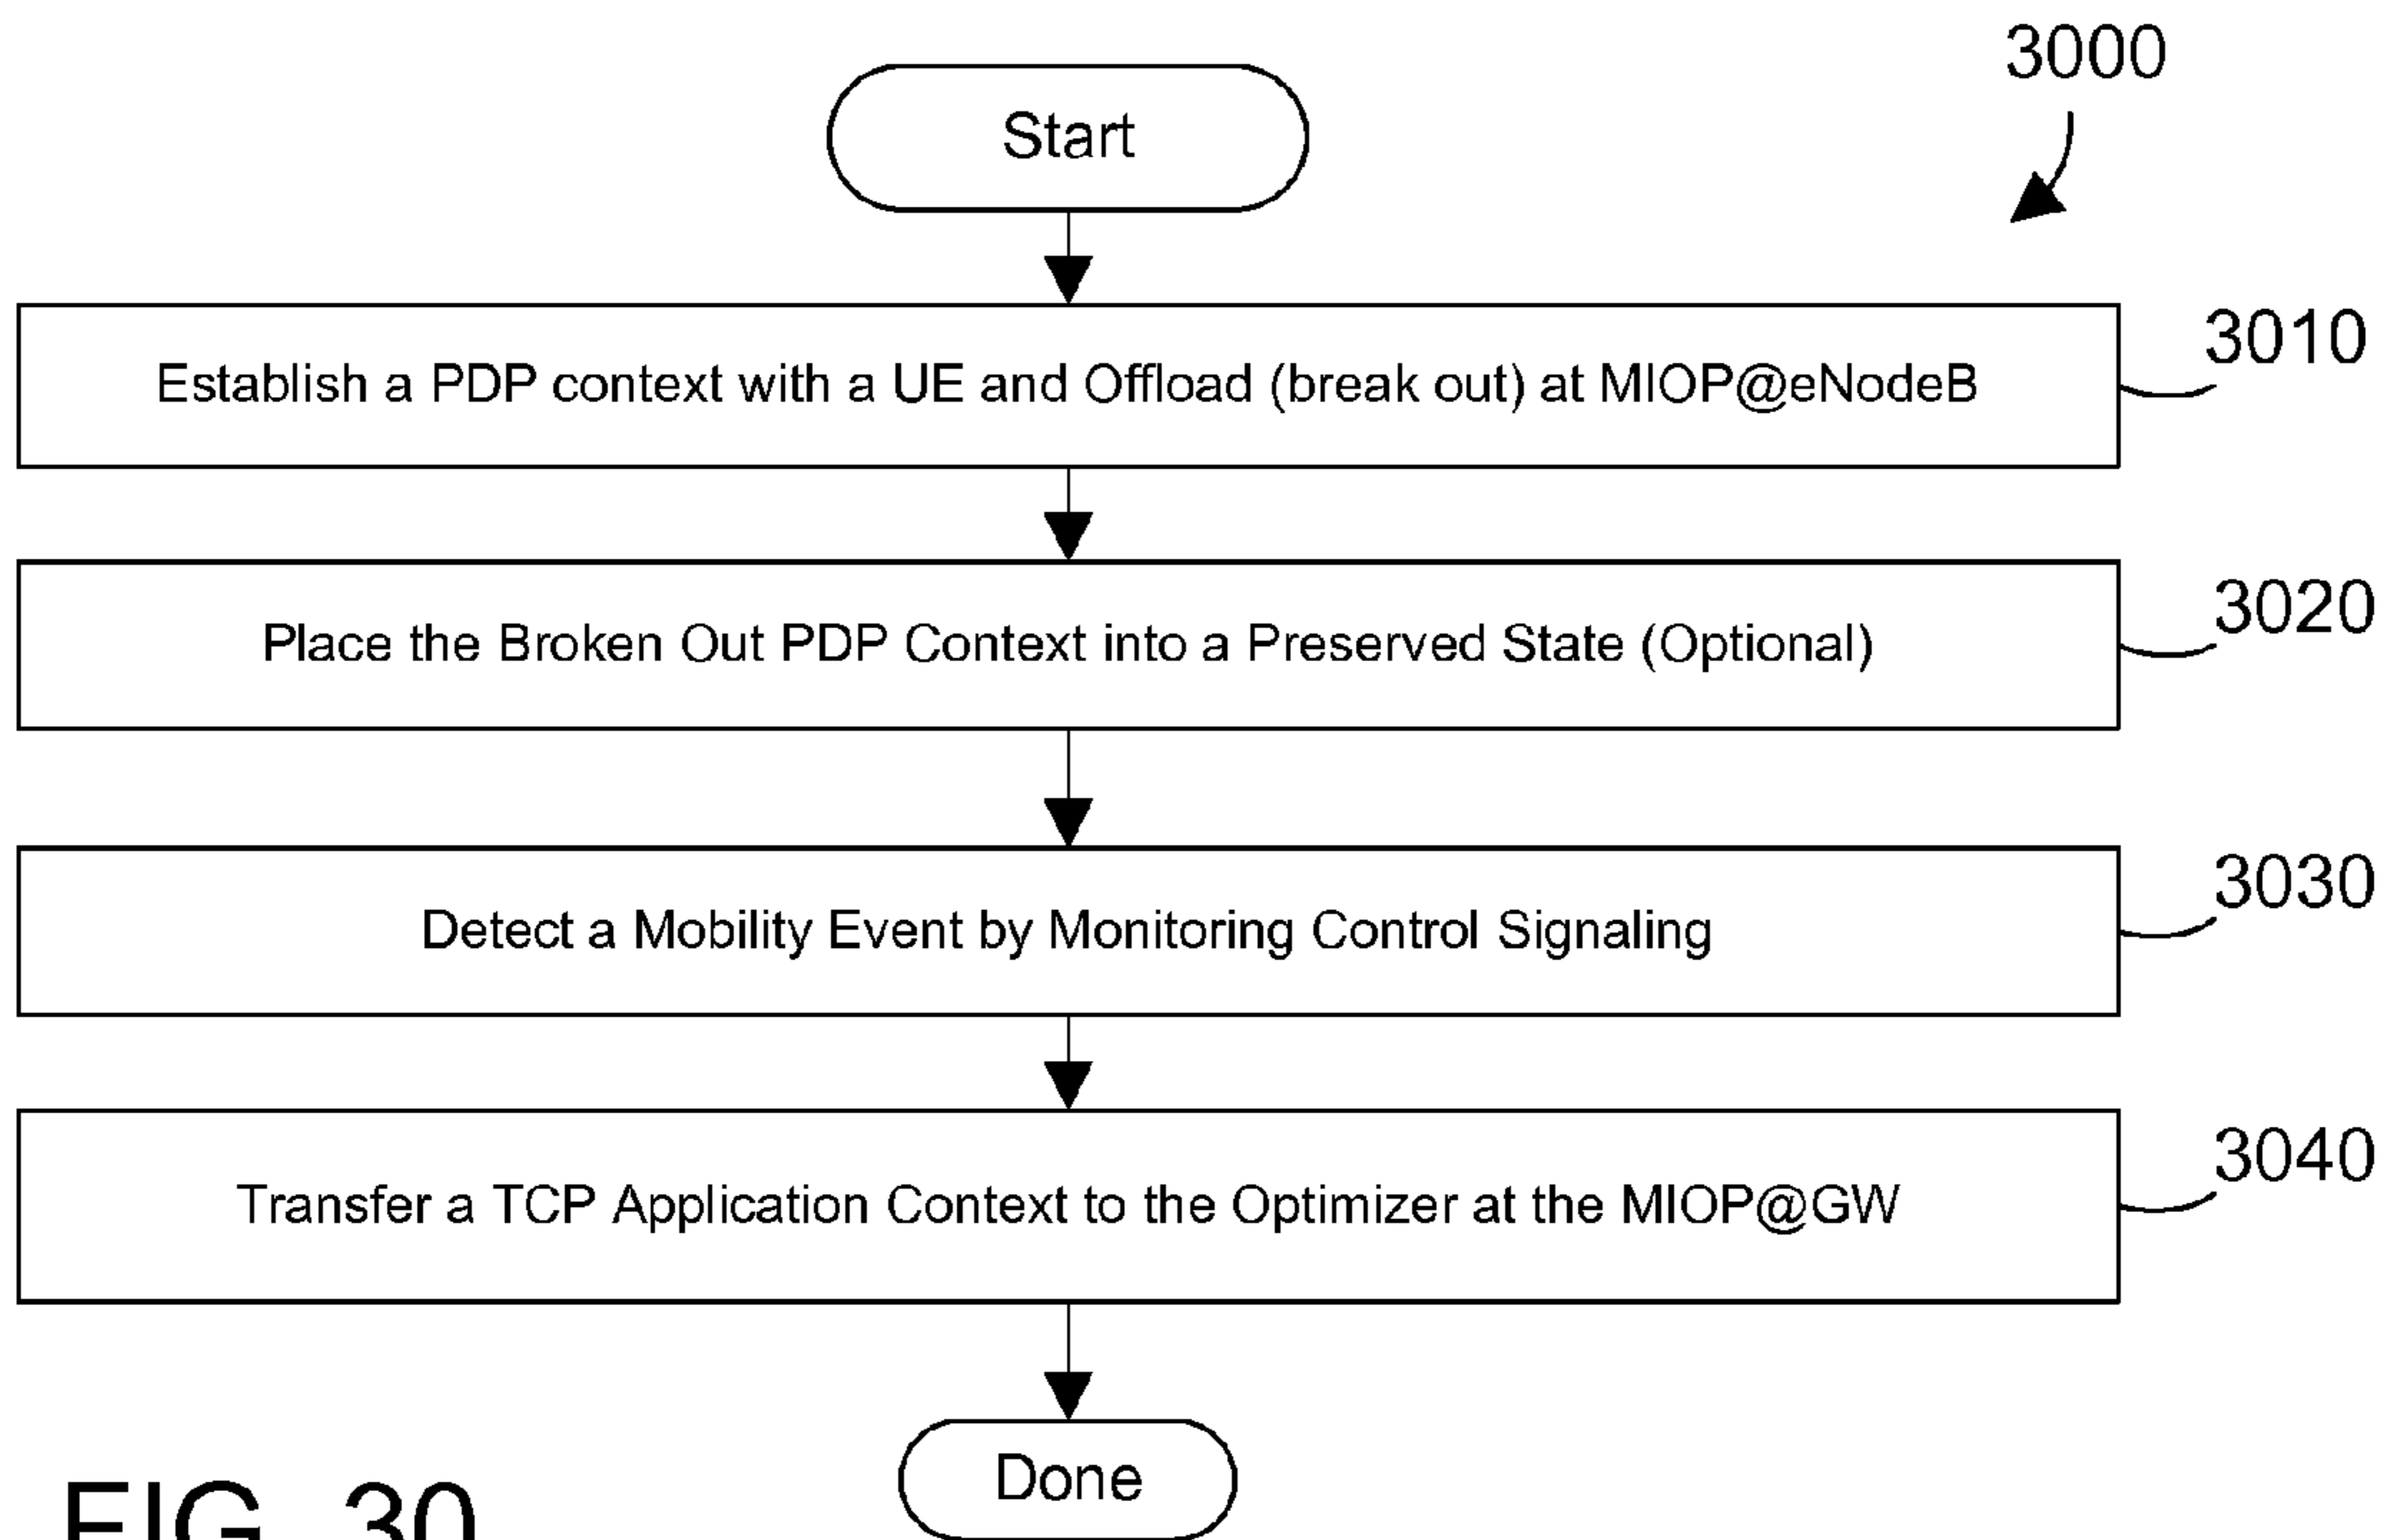 3000
Start
Establish a PDP context with a UE and Offload (break out) at MIOP@eNodeB
3010
Place the Broken Out PDP Context into a Preserved State (Optional)
3020
Detect a Mobility Event by Monitoring Control Signaling
3030
Transfer a TCP Application Context to the Optimizer at the MIOP@GW
3040
Done
FIG. 30